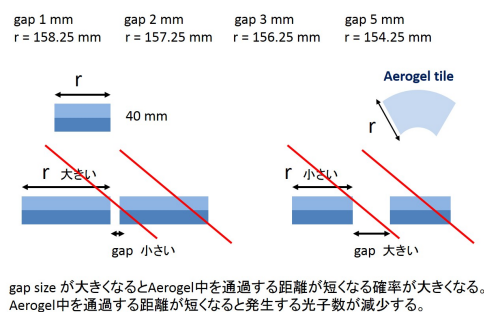 gap 1 mm gap 2 mm gap 3 mm gap 5 mm
r = 158.25 mm r = 157.25 mm r = 156.25 mm r = 154.25 mm
r
Aerogel tile
40 mm
r
r 大きい
r 小さい
gap 小さい
gap 大きい
gap size が大きくなるとAerogel中を通過する距離が短くなる確率が大きくなる。
Aerogel中を通過する距離が短くなると発生する光子数が減少する。